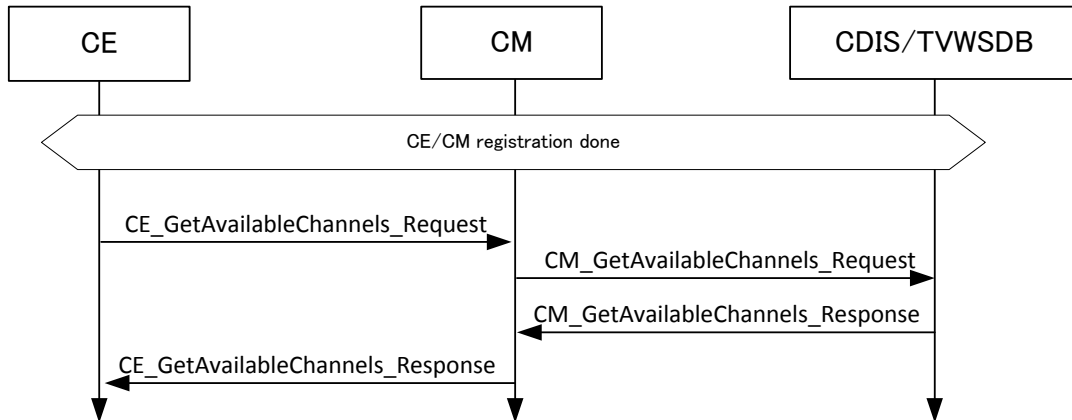 CE
CM
CDIS/TVWSDB
CE/CM registration done
CE_GetAvailableChannels_Request
CM_GetAvailableChannels_Request
CM_GetAvailableChannels_Response
CE_GetAvailableChannels_Response